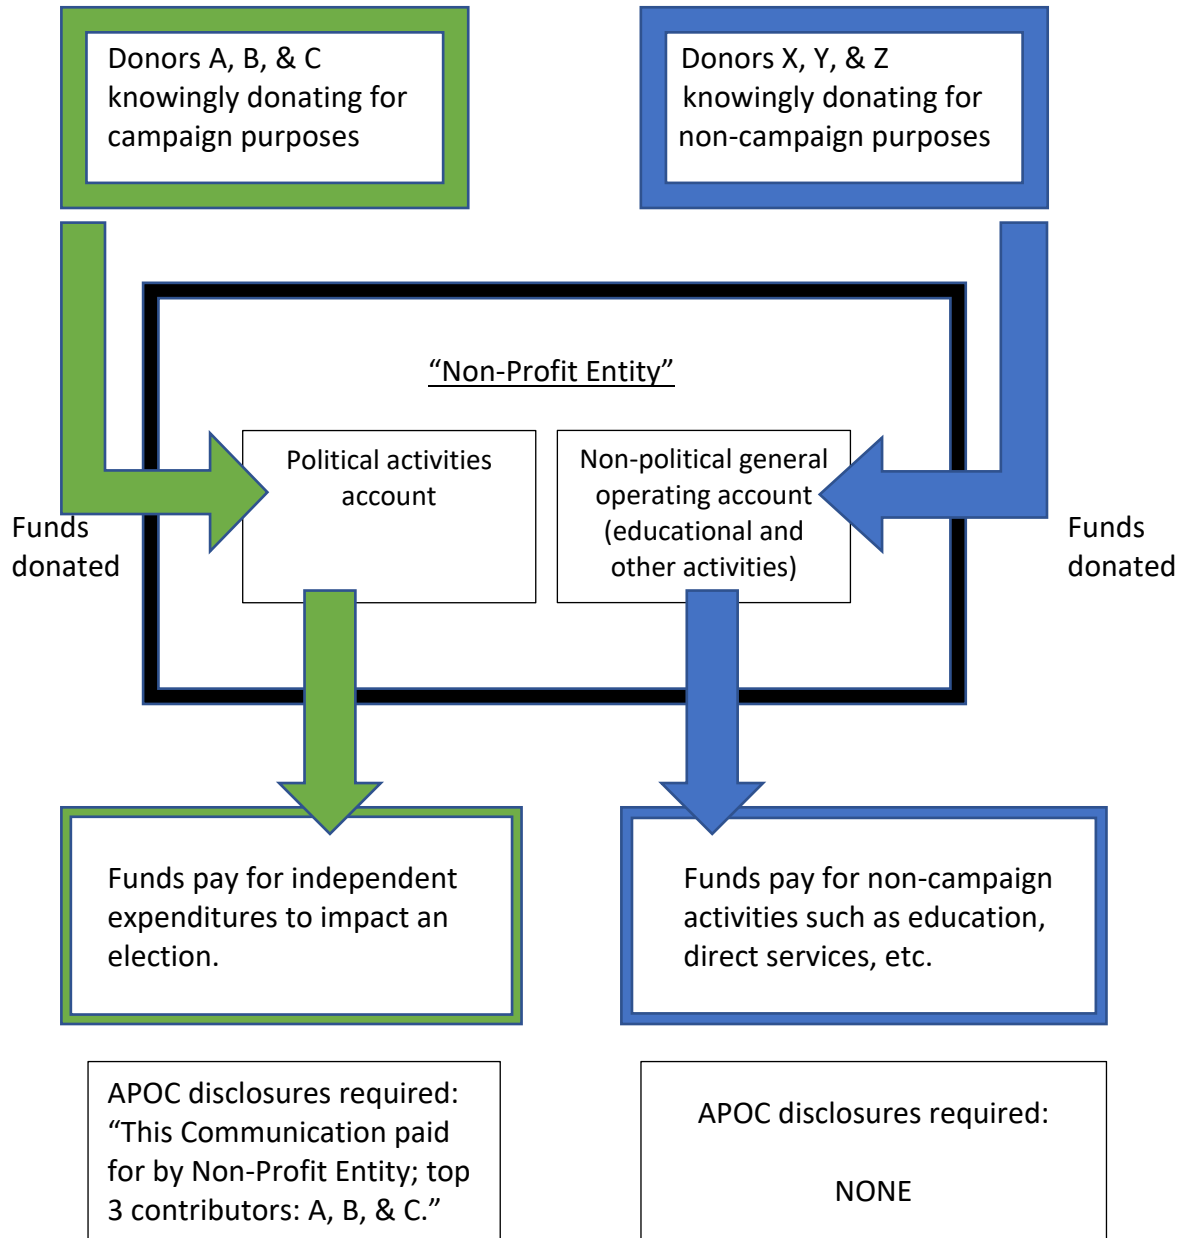 Donors A, B, & C
knowingly donating for
campaign purposes
Donors X, Y, & Z
knowingly donating for
non-campaign purposes
“Non-Profit Entity”
Political activities
account
Non-political general
operating account
(educational and
other activities)
Funds
donated
Funds
donated
Funds pay for independent
expenditures to impact an
election.
Funds pay for non-campaign
activities such as education,
direct services, etc.
APOC disclosures required:
“This Communication paid
for by Non-Profit Entity; top
3 contributors: A, B, & C.”
APOC disclosures required:
NONE